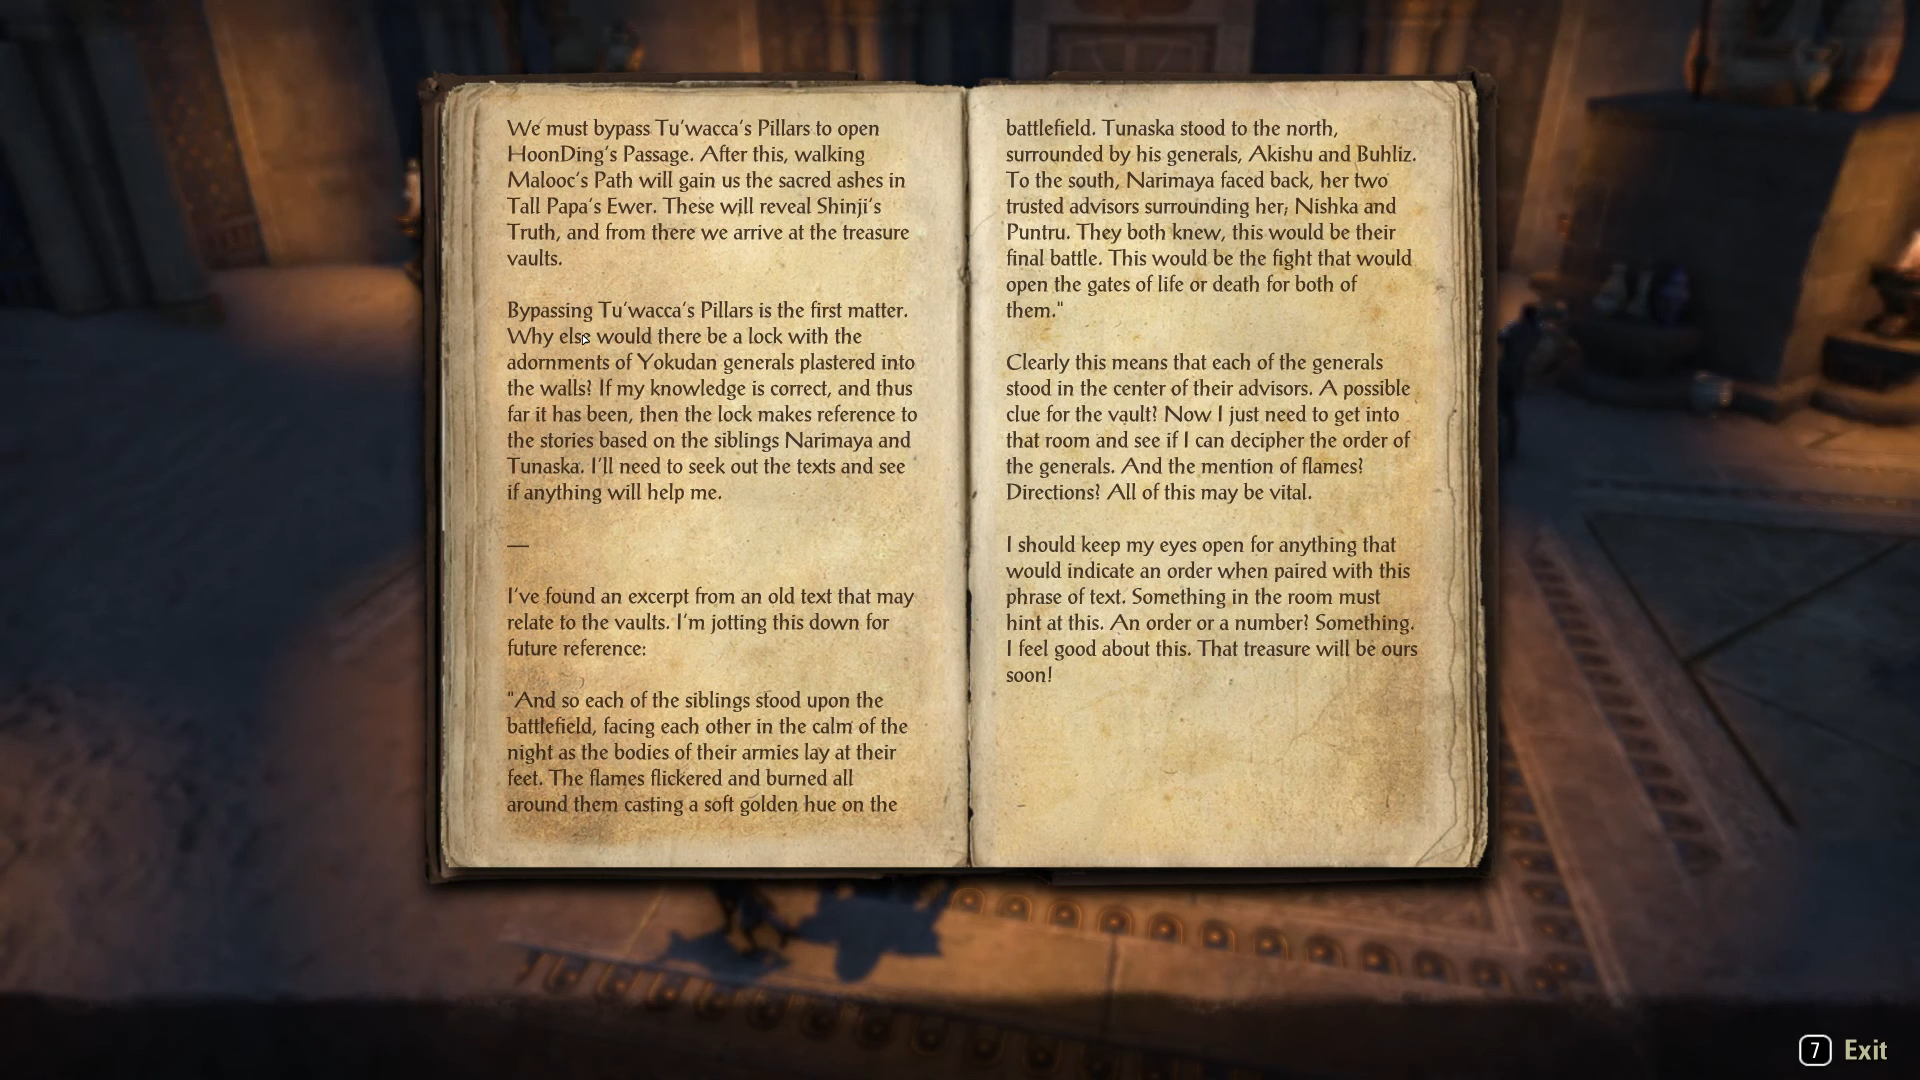 We must bypass Tu'wacca's Pillars to open
HoonDing's Passage. After this, walking
Malooc's Path will gain us the sacred ashes in
Tall Papa's Ewer. These will reveal Shinji's
Truth, and from there we arrive at the treasure
vaults.
Bypassing Tu'wacca's Pillars is the first matter.
Why else would there be a lock with the
adornments of Yokudan generals plastered into
the walls? If my knowledge is correct, and thus
far it has been, then the lock makes reference to
the stories based on the siblings Narimaya and
Tunaska. I'll need to seek out the texts and see
if anything will help me.
—
I've found an excerpt from an old text that may
relate to the vaults. I'm jotting this down for
future reference:
"And so each of the siblings stood upon the
battlefield, facing each other in the calm of the
night as the bodies of their armies lay at their
feet. The flames flickered and burned all
around them casting a soft golden hue on the
battlefield. Tunaska stood to the north,
surrounded by his generals, Akishu and Buhliz.
To the south, Narimaya faced back, her two
trusted advisors surrounding her; Nishka and
Puntru. They both knew, this would be their
final battle. This would be the fight that would
open the gates of life or death for both of
them."
Clearly this means that each of the generals
stood in the center of their advisors. A possible
clue for the vault? Now I just need to get into
that room and see if I can decipher the order of
the generals. And the mention of flames?
Directions? All of this may be vital.
I should keep my eyes open for anything that
would indicate an order when paired with this
phrase of text. Something in the room must
hint at this. An order or a number? Something.
I feel good about this. That treasure will be ours
soon!
7 Exit